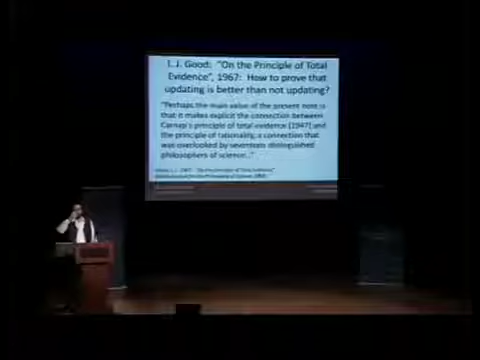 I. J. Good: "On the Principle of Total
Evidence", 1967: How to prove that
updating is better than not updating?
"Perhaps the main value of the present note is
that it makes explicit the connection between
Carnap's principle of total evidence (1947) and
the principle of rationality, a connection that
was overlooked by seventeen distinguished
philosophers of science..."